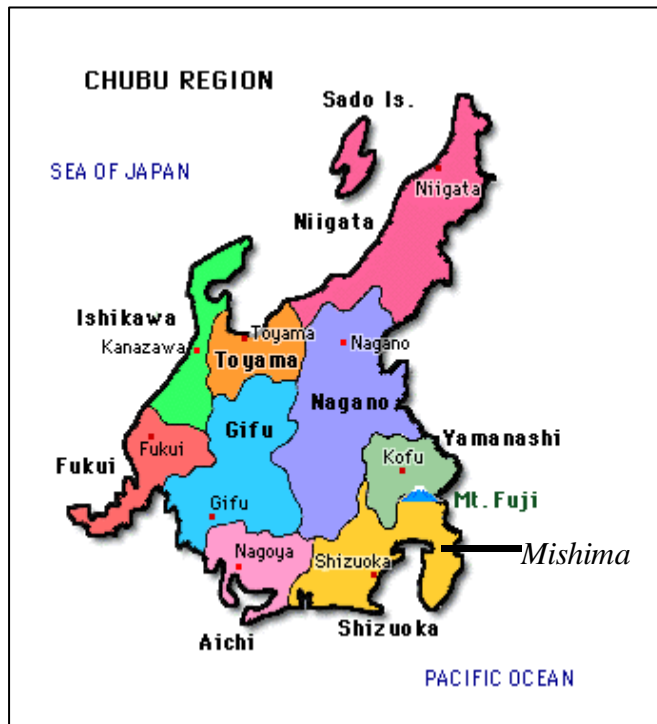 CHUBU REGION
Sado Is.
SEA OF JAPAN
Niigata
Niigata
Ishikawa
Kanazawa
Toyama
Toyama
Nagano
Nagano
Gifu
Yamanashi
Fukui
Fukui
Kofu
Mt. Fuji
Gifu
Nagoya
Shizuoka
Mishima
Aichi
Shizuoka
PACIFIC OCEAN